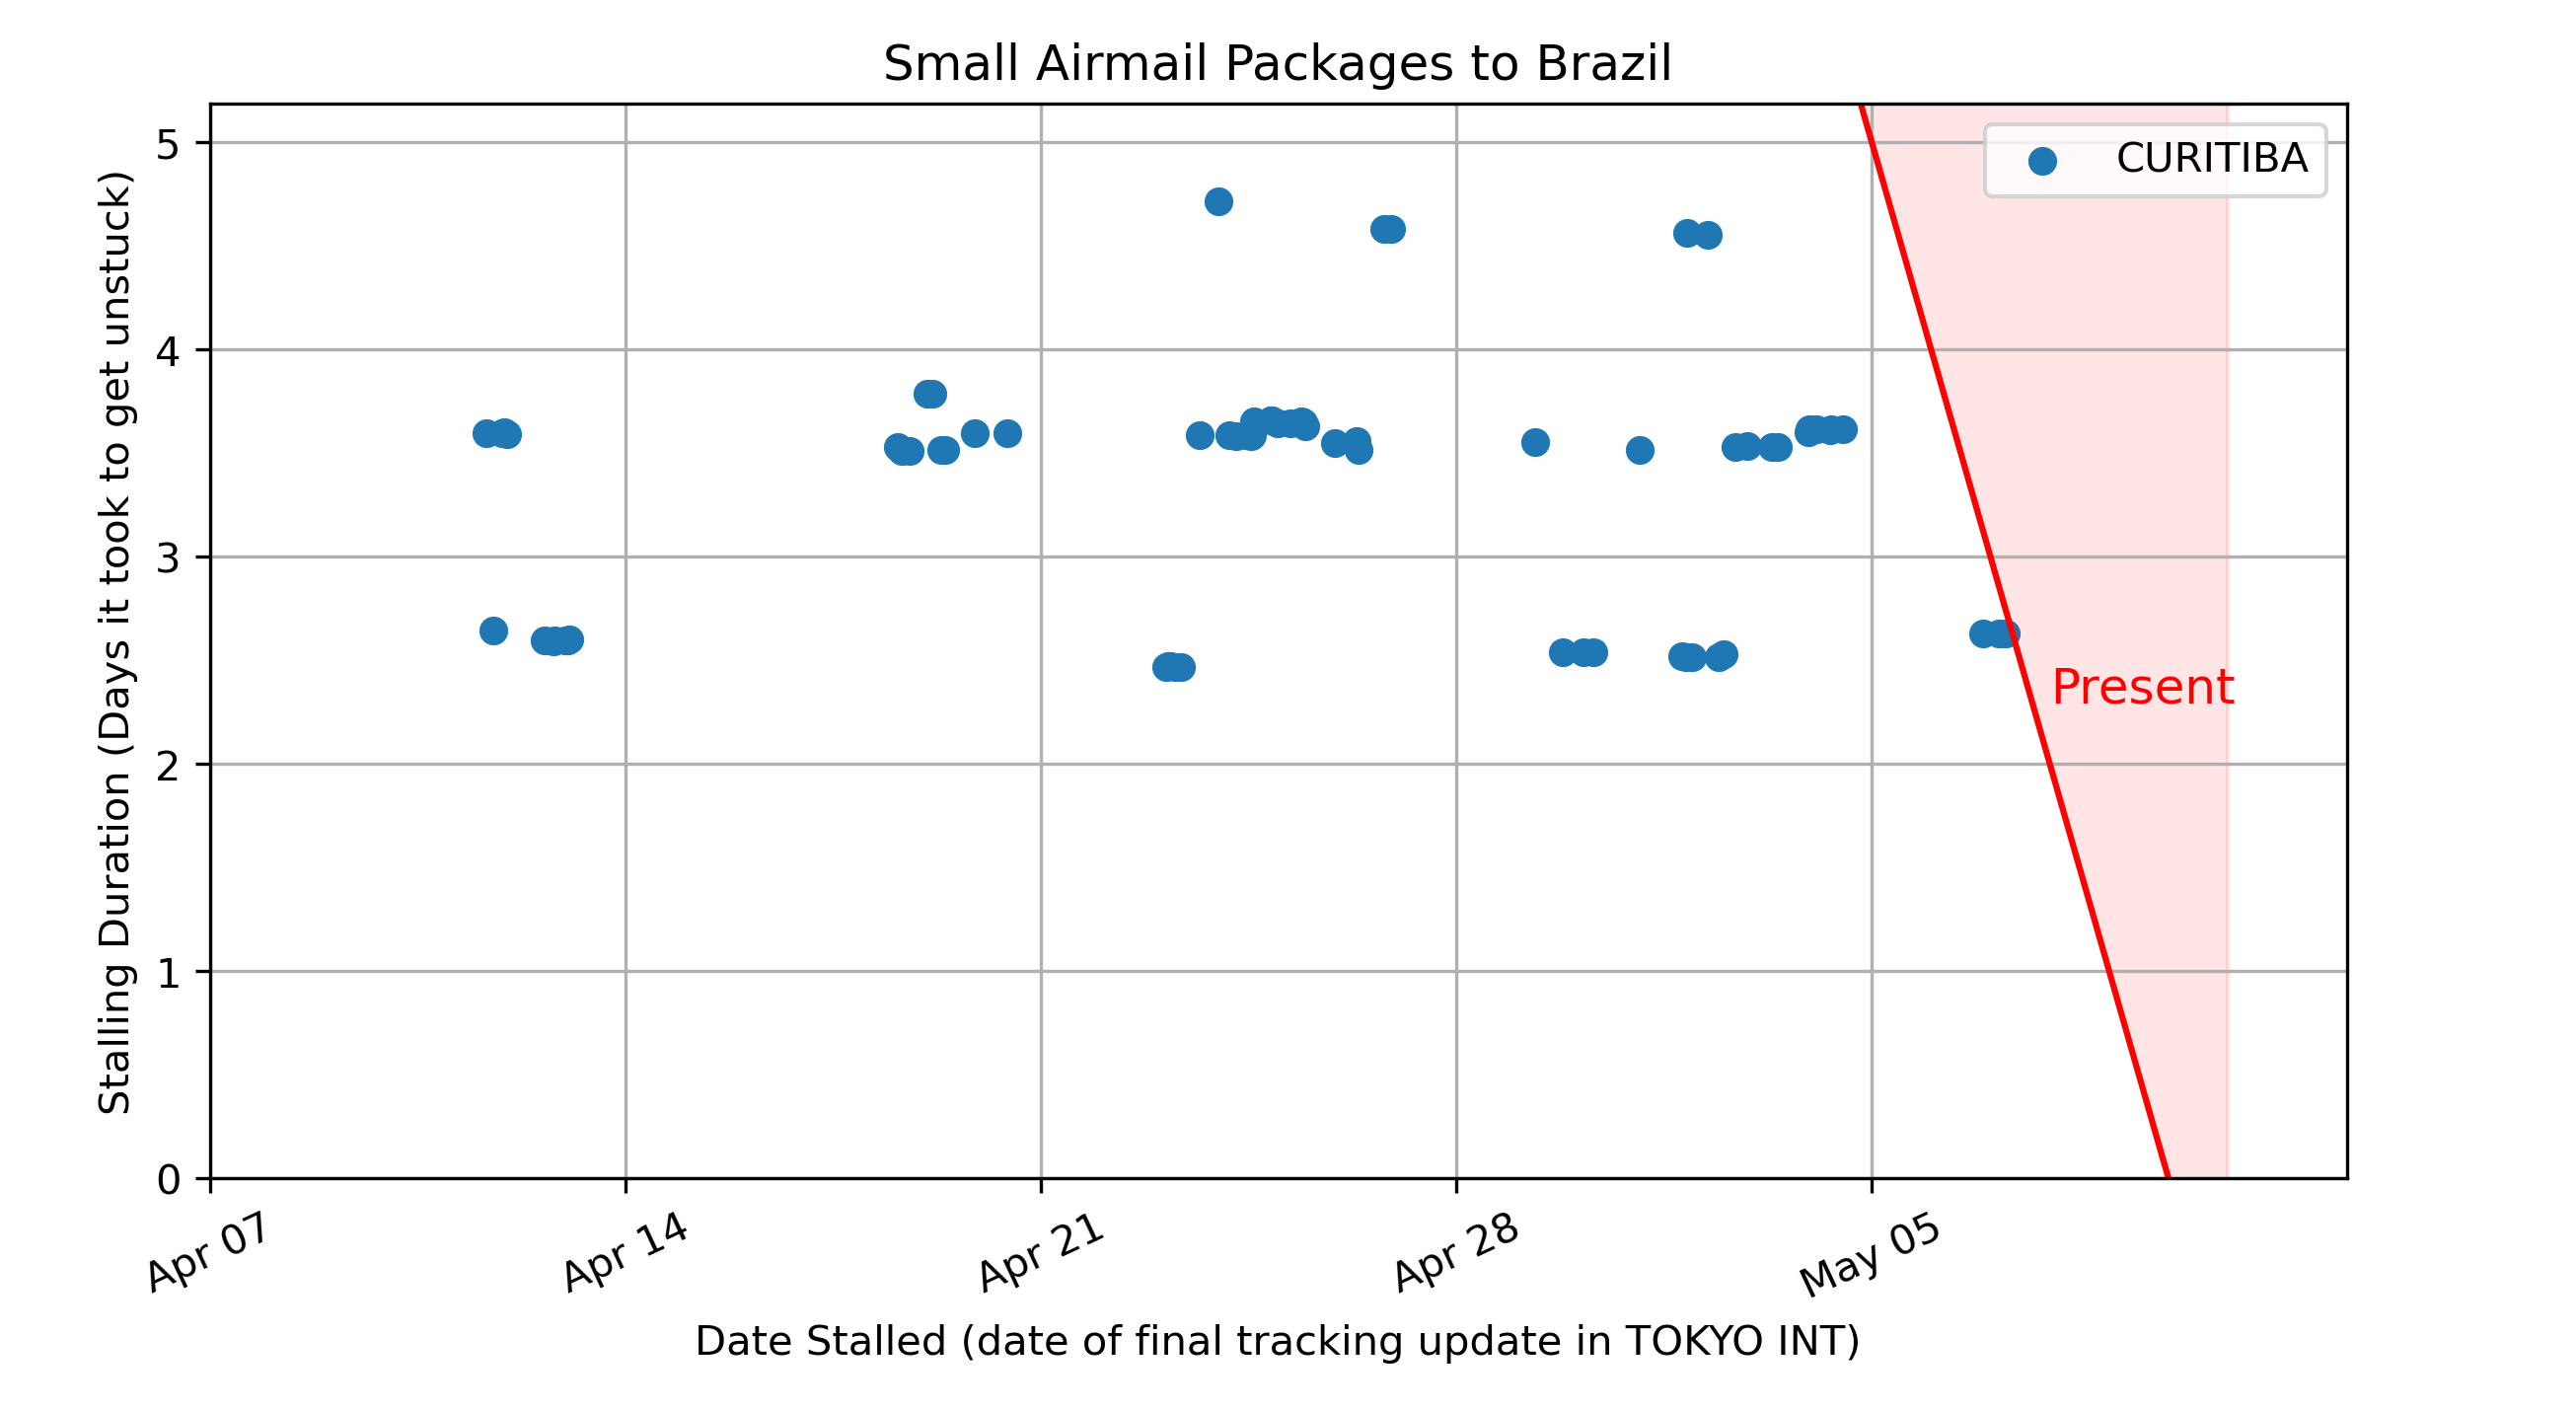 Small Airmail Packages to Brazil
CURITIBA
5
4
3
2
1
0
Stalling Duration (Days it took to get unstuck)
Present
Apr 07
Apr 14
Apr 21
Apr 28
May 05
Date Stalled (date of final tracking update in TOKYO INT)